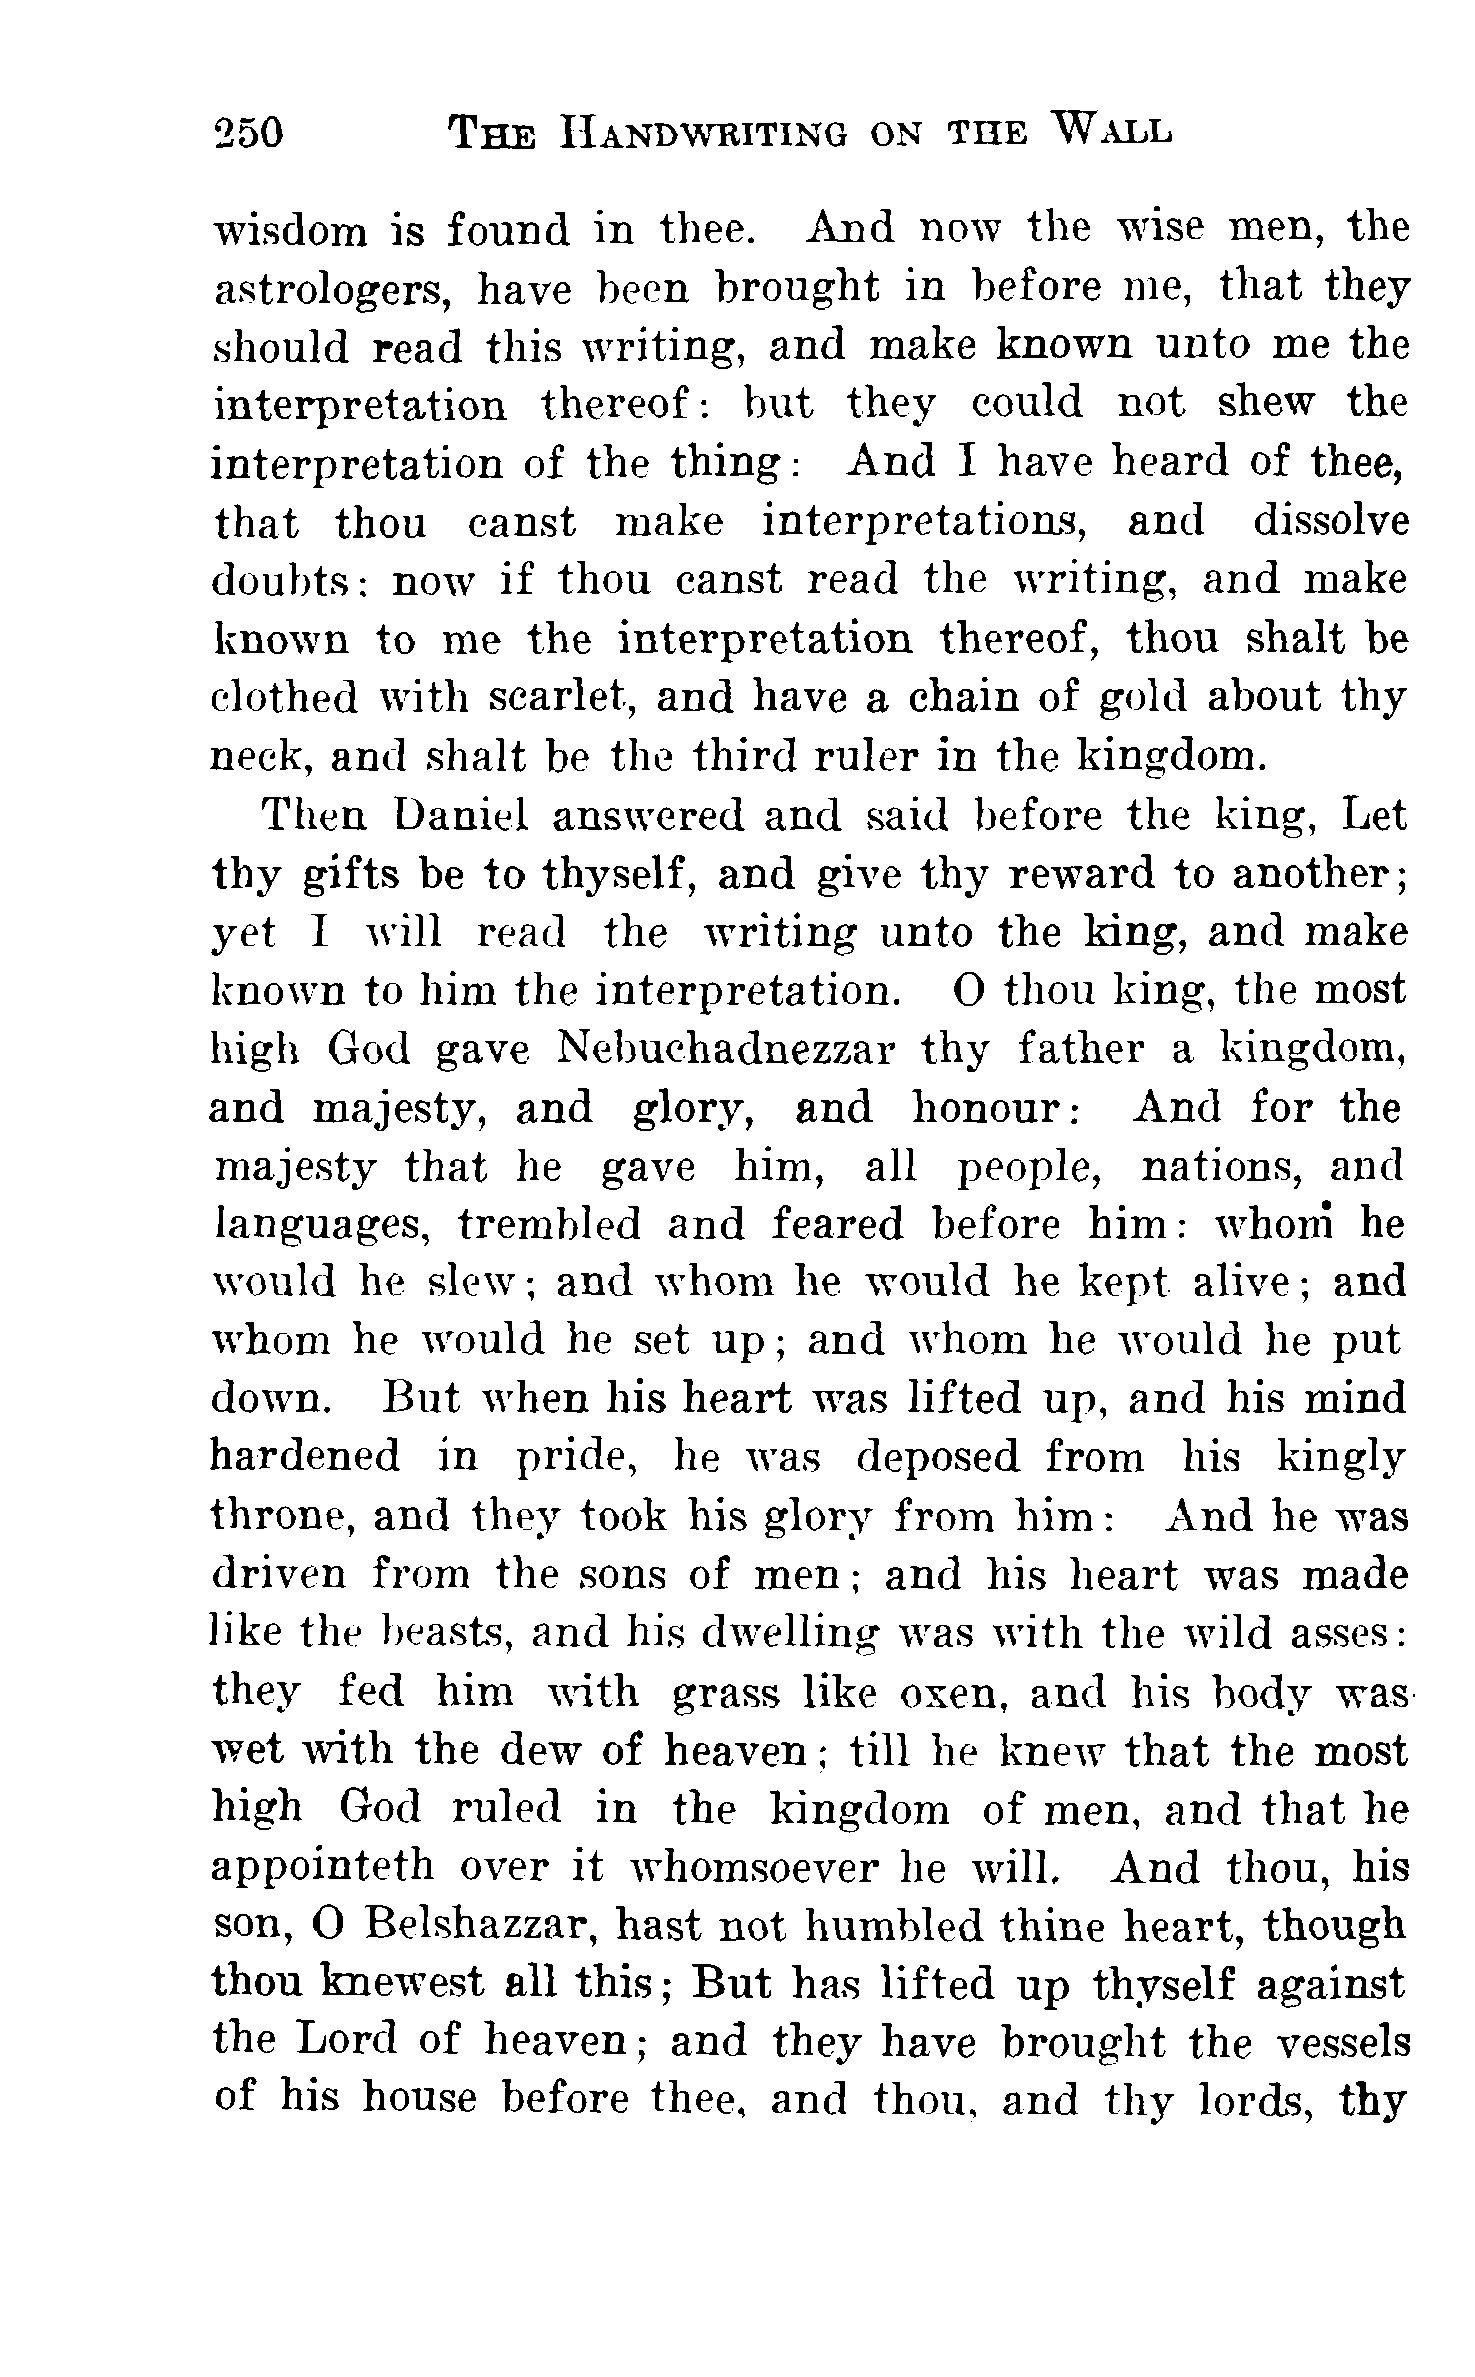 250 THE HANDWRITING ON THE WALL
wisdom is found in thee. And now the wise men, the
astrologers, have been brought in before me, that they
should read this writing, and make known unto me the
interpretation thereof: but they could not shew the
interpretation of the thing: And I have heard of thee,
that thou canst make interpretations, and dissolve
doubts: now if thou canst read the writing, and make
known to me the interpretation thereof, thou shalt be
clothed with scarlet, and have a chain of gold about thy
neck, and shalt be the third ruler in the kingdom.
Then Daniel answered and said before the king, Let
thy gifts be to thyself, and give thy reward to another;
yet I will read the writing unto the king, and make
known to him the interpretation. O thou king, the most
high God gave Nebuchadnezzar thy father a kingdom,
and majesty, and glory, and honour: And for the
majesty that he gave him, all people, nations, and
languages, trembled and feared before him: whom he
would he slew; and whom he would he kept alive; and
whom he would he set up; and whom he would he put
down. But when his heart was lifted up, and his mind
hardened in pride, he was deposed from his kingly
throne, and they took his glory from him: And he was
driven from the sons of men; and his heart was made
like the beasts, and his dwelling was with the wild asses:
they fed him with grass like oxen, and his body was
wet with the dew of heaven; till he knew that the most
high God ruled in the kingdom of men, and that he
appointeth over it whomsoever he will. And thou, his
son, O Belshazzar, hast not humbled thine heart, though
thou knewest all this; But has lifted up thyself against
the Lord of heaven; and they have brought the vessels
of his house before thee, and thou, and thy lords, thy